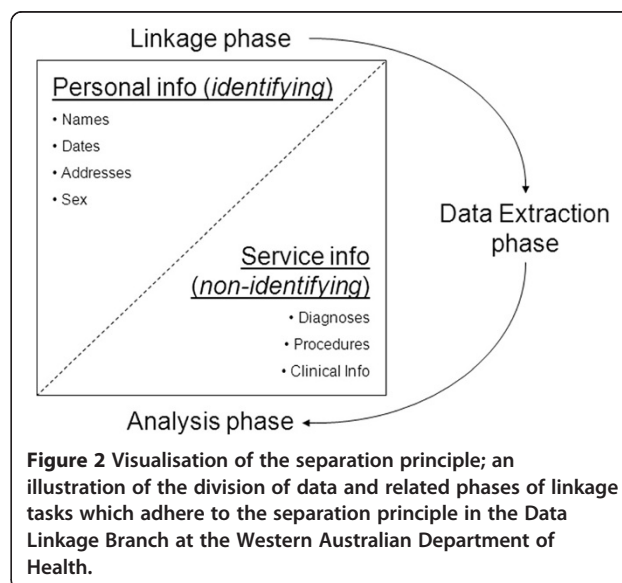 Linkage phase
Personal info (identifying)
• Names
• Dates
• Addresses
• Sex
Data Extraction
phase
Service info
(non-identifying)
• Diagnoses
• Procedures
• Clinical Info
Analysis phase
Figure 2 Visualisation of the separation principle; an
illustration of the division of data and related phases of linkage
tasks which adhere to the separation principle in the Data
Linkage Branch at the Western Australian Department of
Health.